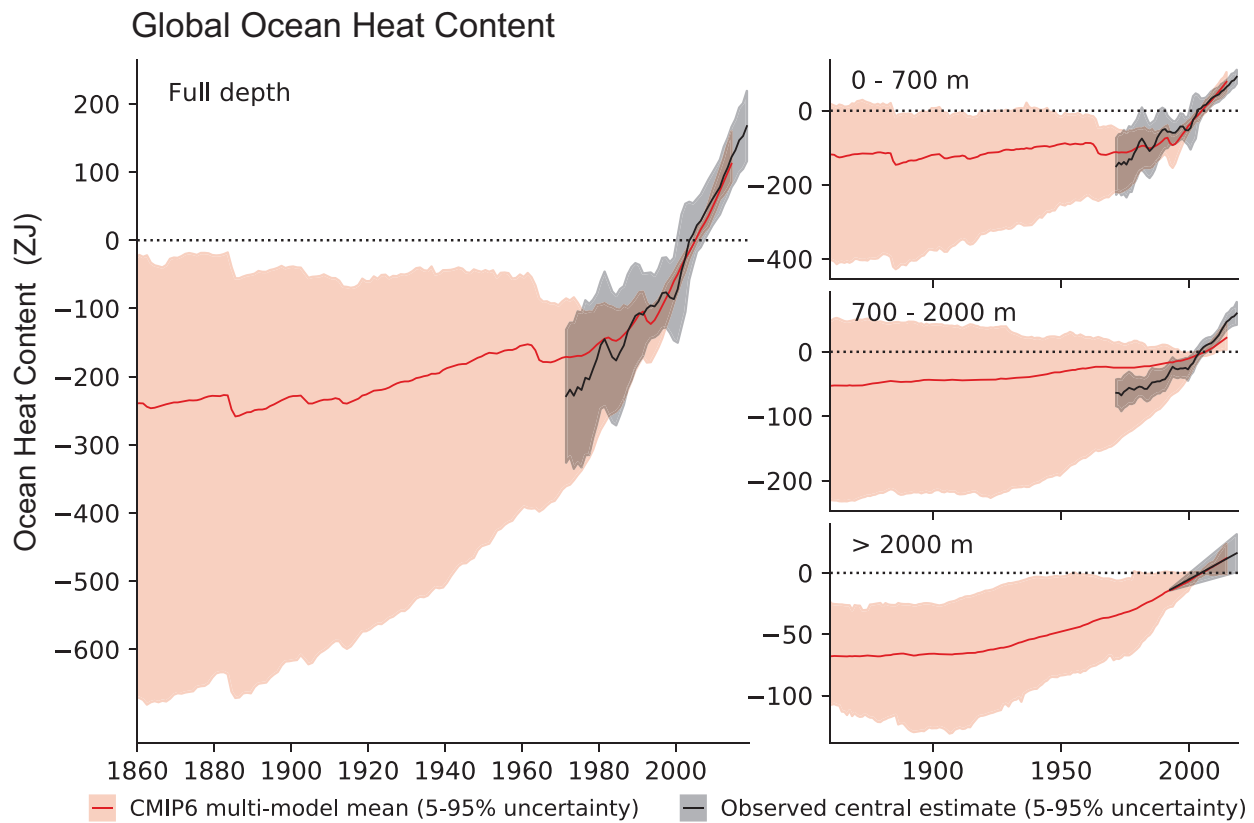 Global Ocean Heat Content
Full depth
Ocean Heat Content (ZJ)
200
100
0
−100
−200
−300
−400
−500
−600
1860 1880 1900 1920 1940 1960 1980 2000
0 - 700 m
0
−200
−400
700 - 2000 m
0
−100
−200
> 2000 m
0
−50
−100
1900 1950 2000
CMIP6 multi-model mean (5-95% uncertainty)
Observed central estimate (5-95% uncertainty)